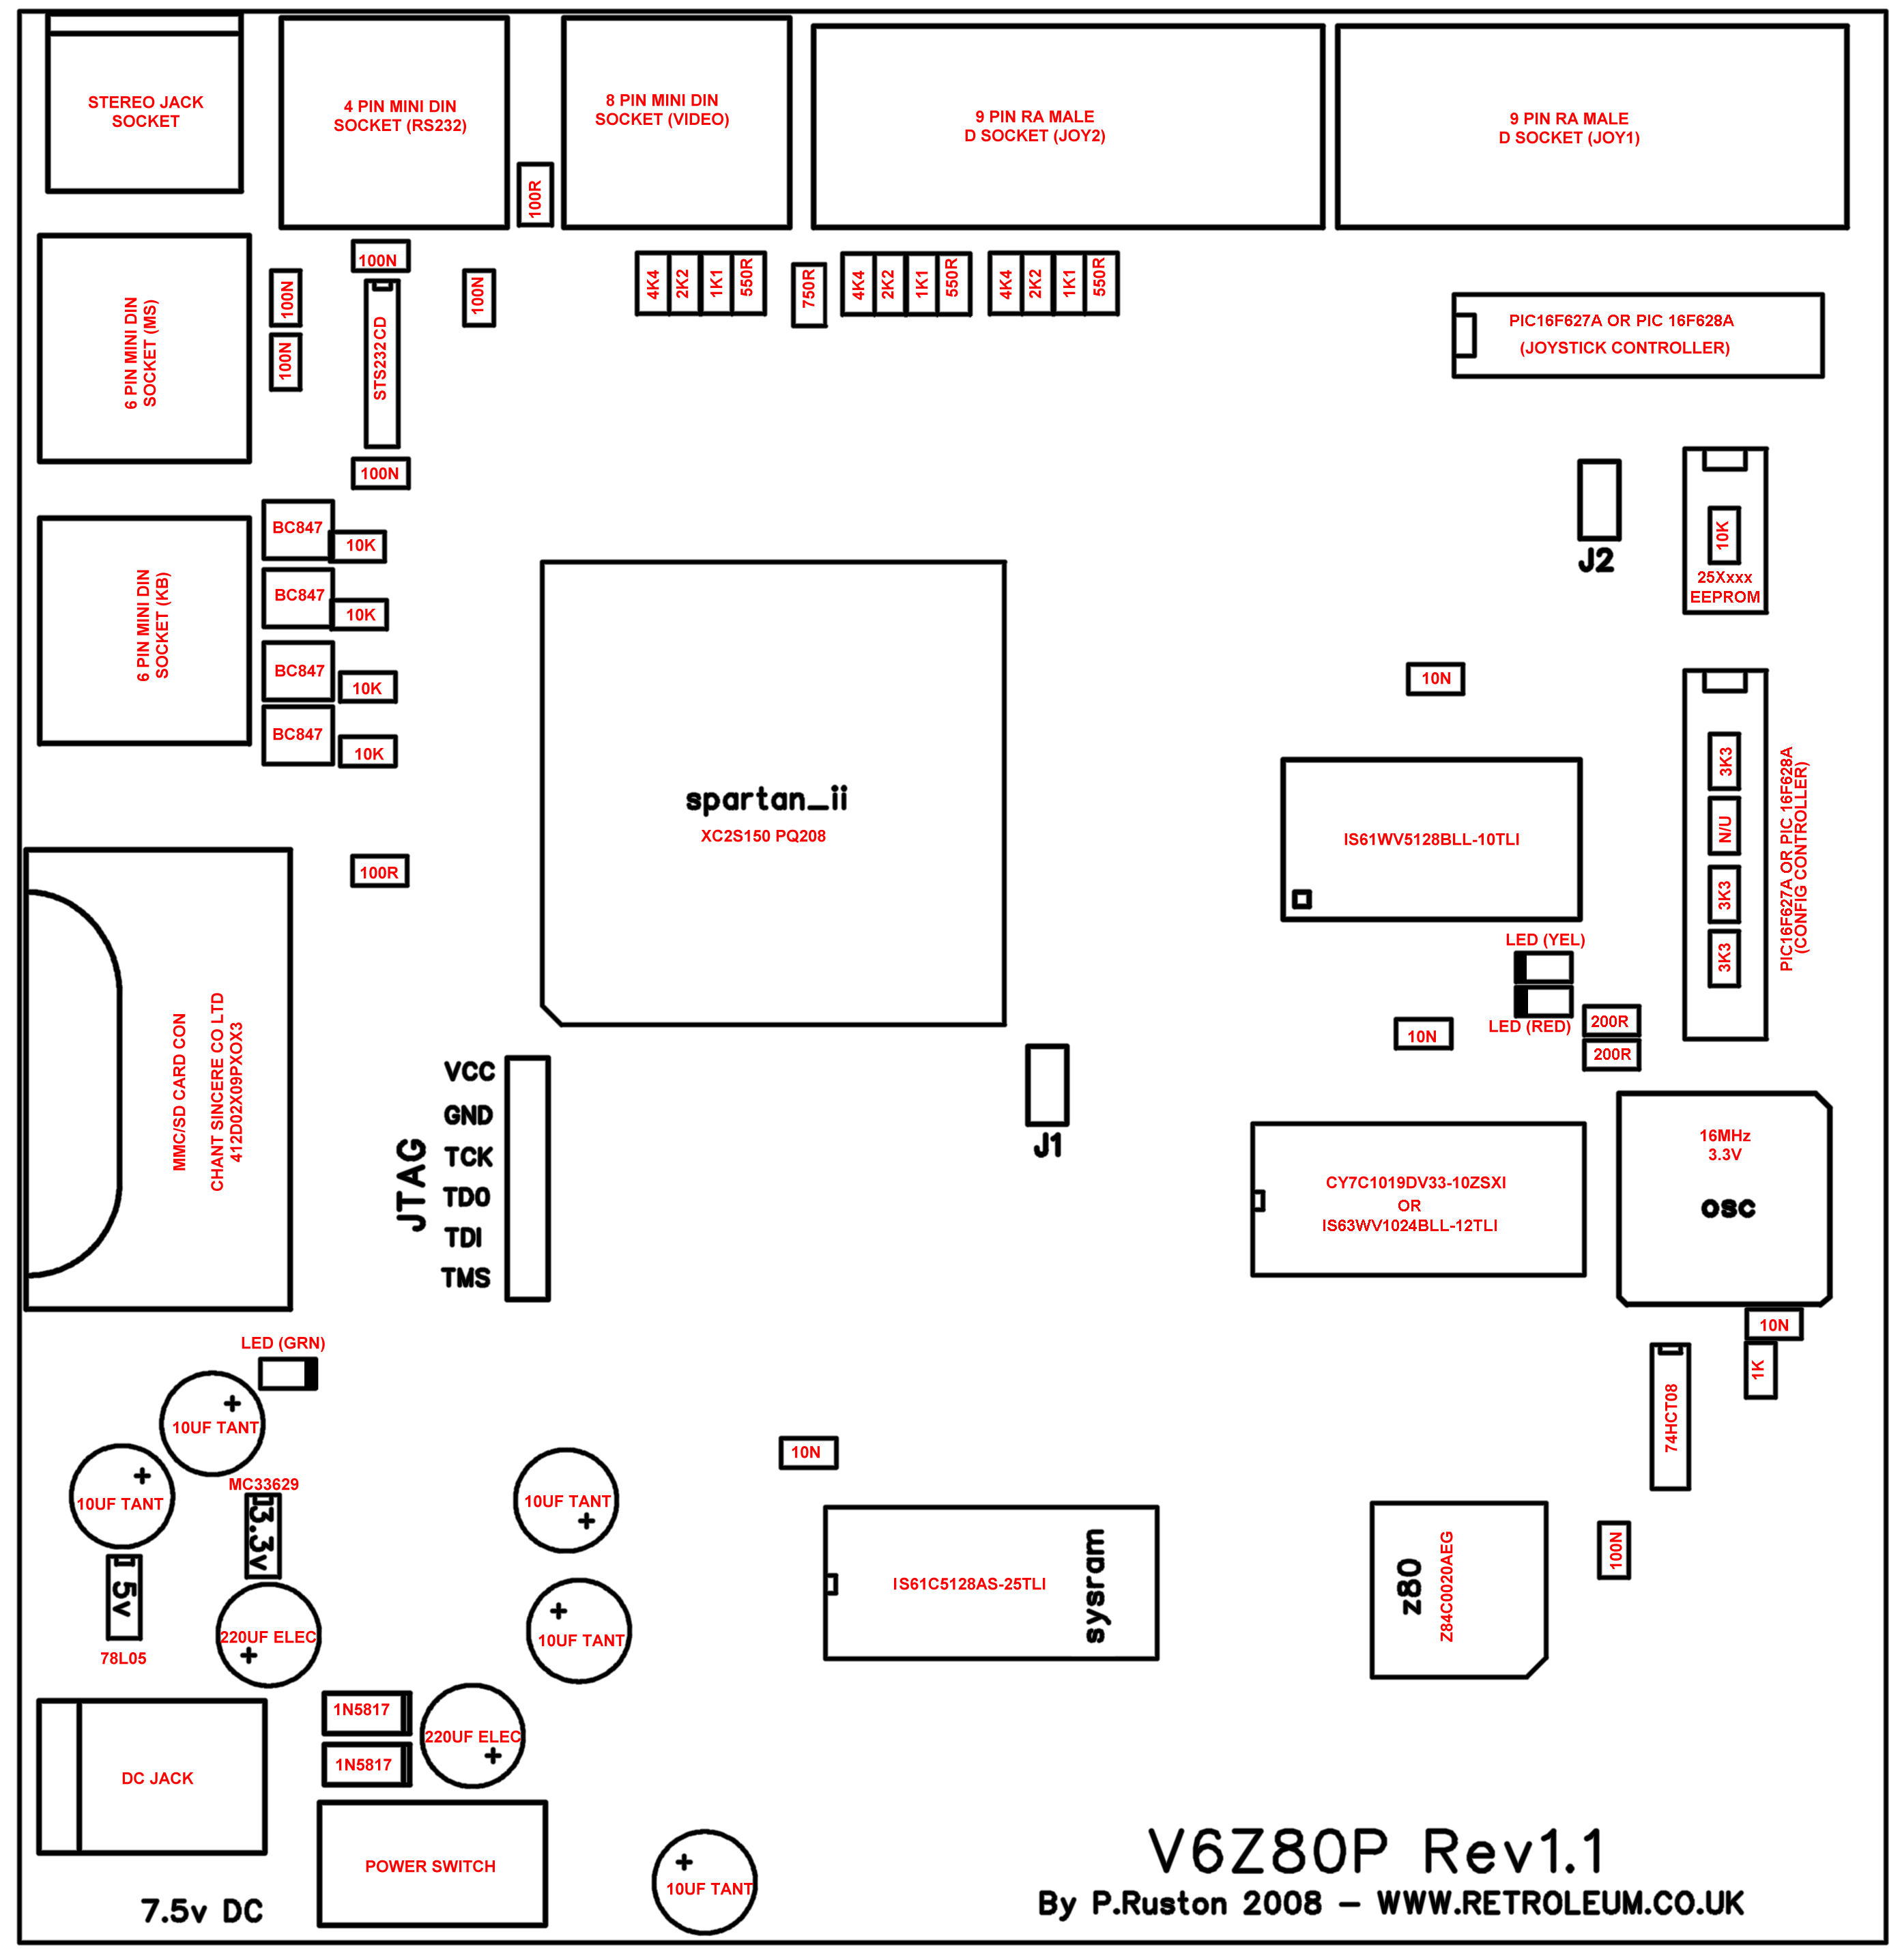 STEREO JACK
SOCKET
4 PIN MINI DIN
SOCKET (RS232)
8 PIN MINI DIN
SOCKET (VIDEO)
9 PIN RA MALE
D SOCKET (JOY2)
9 PIN RA MALE
D SOCKET (JOY1)
100R
6 PIN MINI DIN
SOCKET (MS)
100N
100N
100N
STS232CD
100N
100N
4K4
2K2
1K1
550R
750R
4K4
2K2
1K1
550R
4K4
2K2
1K1
550R
PIC16F627A OR PIC 16F628A
(JOYSTICK CONTROLLER)
J2
10K
25Xxxx
EEPROM
6 PIN MINI DIN
SOCKET (KB)
BC847
10K
BC847
10K
BC847
10K
BC847
10K
spartan_ii
XC2S150 PQ208
10N
IS61WV5128BLL-10TLI
3K3
N/U
3K3
3K3
PIC16F627A OR PIC 16F628A
(CONFIG CONTROLLER)
100R
LED (YEL)
LED (RED)
200R
200R
10N
MMC/SD CARD CON
CHANT SINCERE CO LTD
412D02X09PXOX3
JTAG
VCC
GND
TCK
TDO
TDI
TMS
J1
CY7C1019DV33-10ZSXI
OR
IS63WV1024BLL-12TLI
16MHz
3.3V
osc
10N
1K
74HCT08
LED (GRN)
+
10UF TANT
+
10UF TANT
MC33629
3.3v
5v
78L05
220UF ELEC
+
10UF TANT
+
+
10UF TANT
10N
IS61C5128AS-25TLI
sysram
z80
Z84C0020AEG
100N
1N5817
1N5817
220UF ELEC
+
DC JACK
POWER SWITCH
7.5v DC
+
10UF TANT
V6Z80P Rev1.1
By P.Ruston 2008 - WWW.RETROLEUM.CO.UK